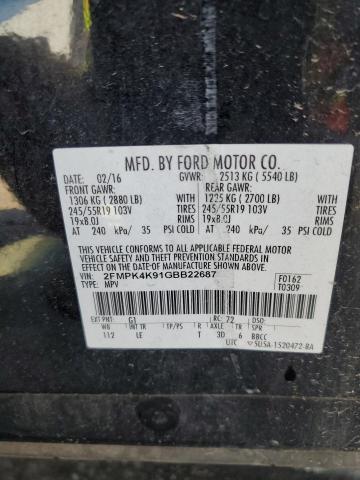 MFD. BY FORD MOTOR CO.
DATE: 02/16 GVWR: 2513 KG ( 5540 LB)
FRONT GAWR: REAR GAWR:
1306 KG ( 2880 LB) WITH 1225 KG ( 2700 LB) WITH
245/55R19 103V TIRES 245/55R19 103V TIRES
19x8.0J RIMS 19x8.0J RIMS
AT 240 kPa/ 35 PSI COLD AT 240 kPa/ 35 PSI COLD
THIS VEHICLE CONFORMS TO ALL APPLICABLE FEDERAL MOTOR
VEHICLE SAFETY AND BUMPER STANDARDS IN EFFECT ON THE DATE OF
MANUFACTURE SHOWN ABOVE.
VIN: 2FMPK4K91GBB22687 F0162
TYPE: MPV T0309
EXT PNT: G1 RC: 72 DSO:
WB INT TR TP/PS R AXLE TR SPR
112 LE T 3D 6 BBCC
UTC 5U5A-1520472-BA